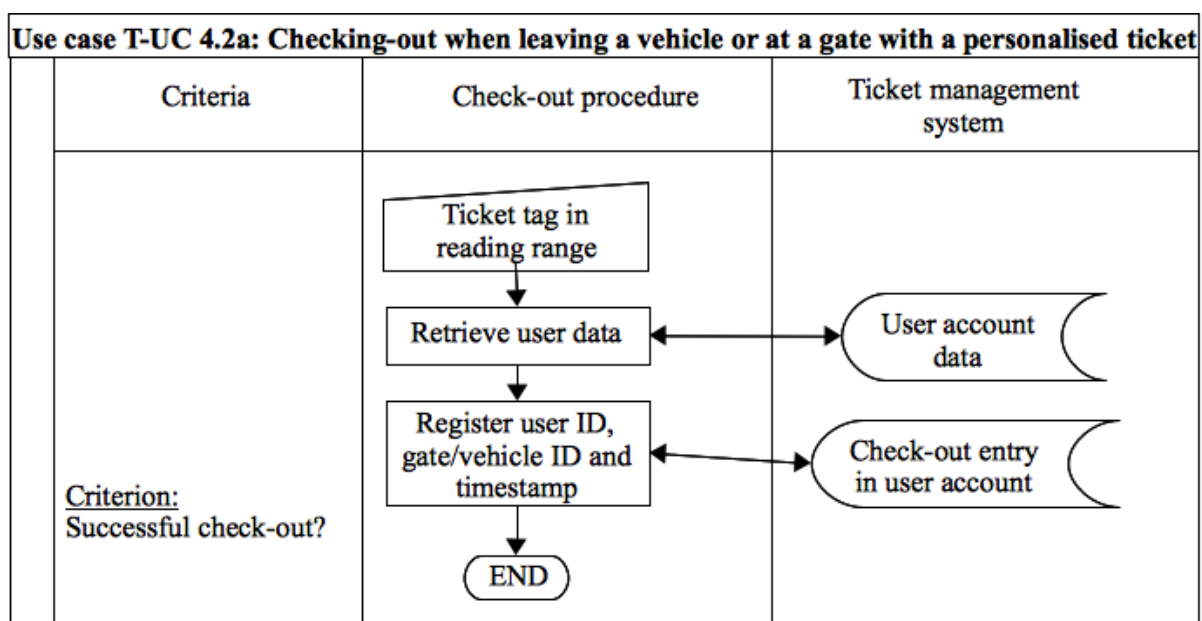 Use case T-UC 4.2a: Checking-out when leaving a vehicle or at a gate with a personalised ticket
Criteria
Check-out procedure
Ticket management
system
Ticket tag in
reading range
Retrieve user data
User account
data
Register user ID,
gate/vehicle ID and
timestamp
Check-out entry
in user account
Criterion:
Successful check-out?
END